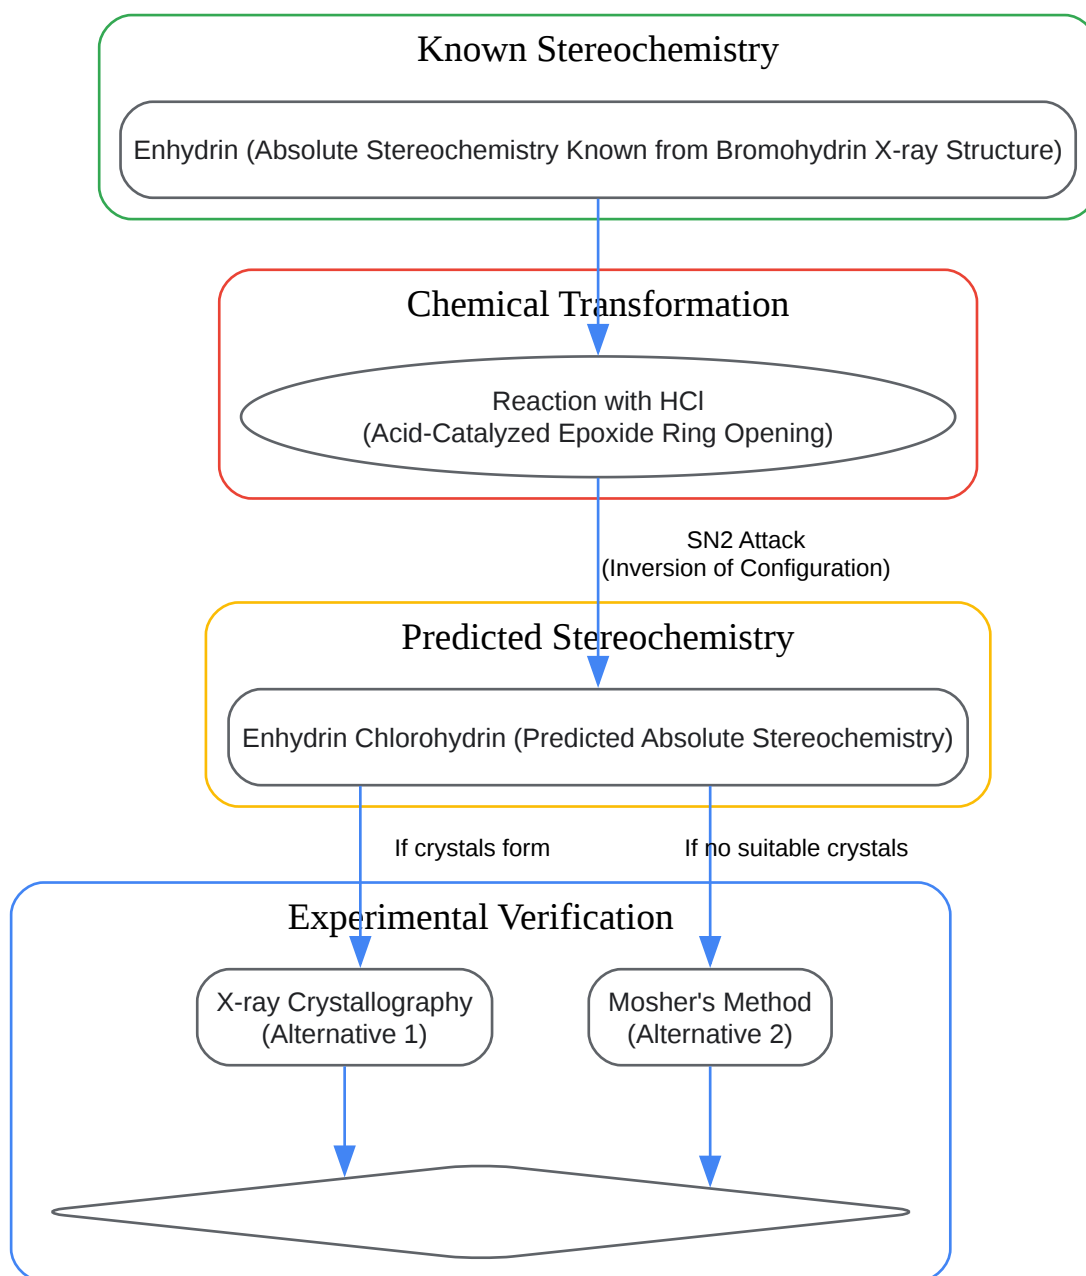 Known Stereochemistry
Enhydrin (Absolute Stereochemistry Known from Bromohydrin X-ray Structure)
Chemical Transformation
Reaction with HCl
(Acid-Catalyzed Epoxide Ring Opening)
SN2 Attack
(Inversion of Configuration)
Predicted Stereochemistry
Enhydrin Chlorohydrin (Predicted Absolute Stereochemistry)
If crystals form
If no suitable crystals
Experimental Verification
X-ray Crystallography
(Alternative 1)
Mosher's Method
(Alternative 2)